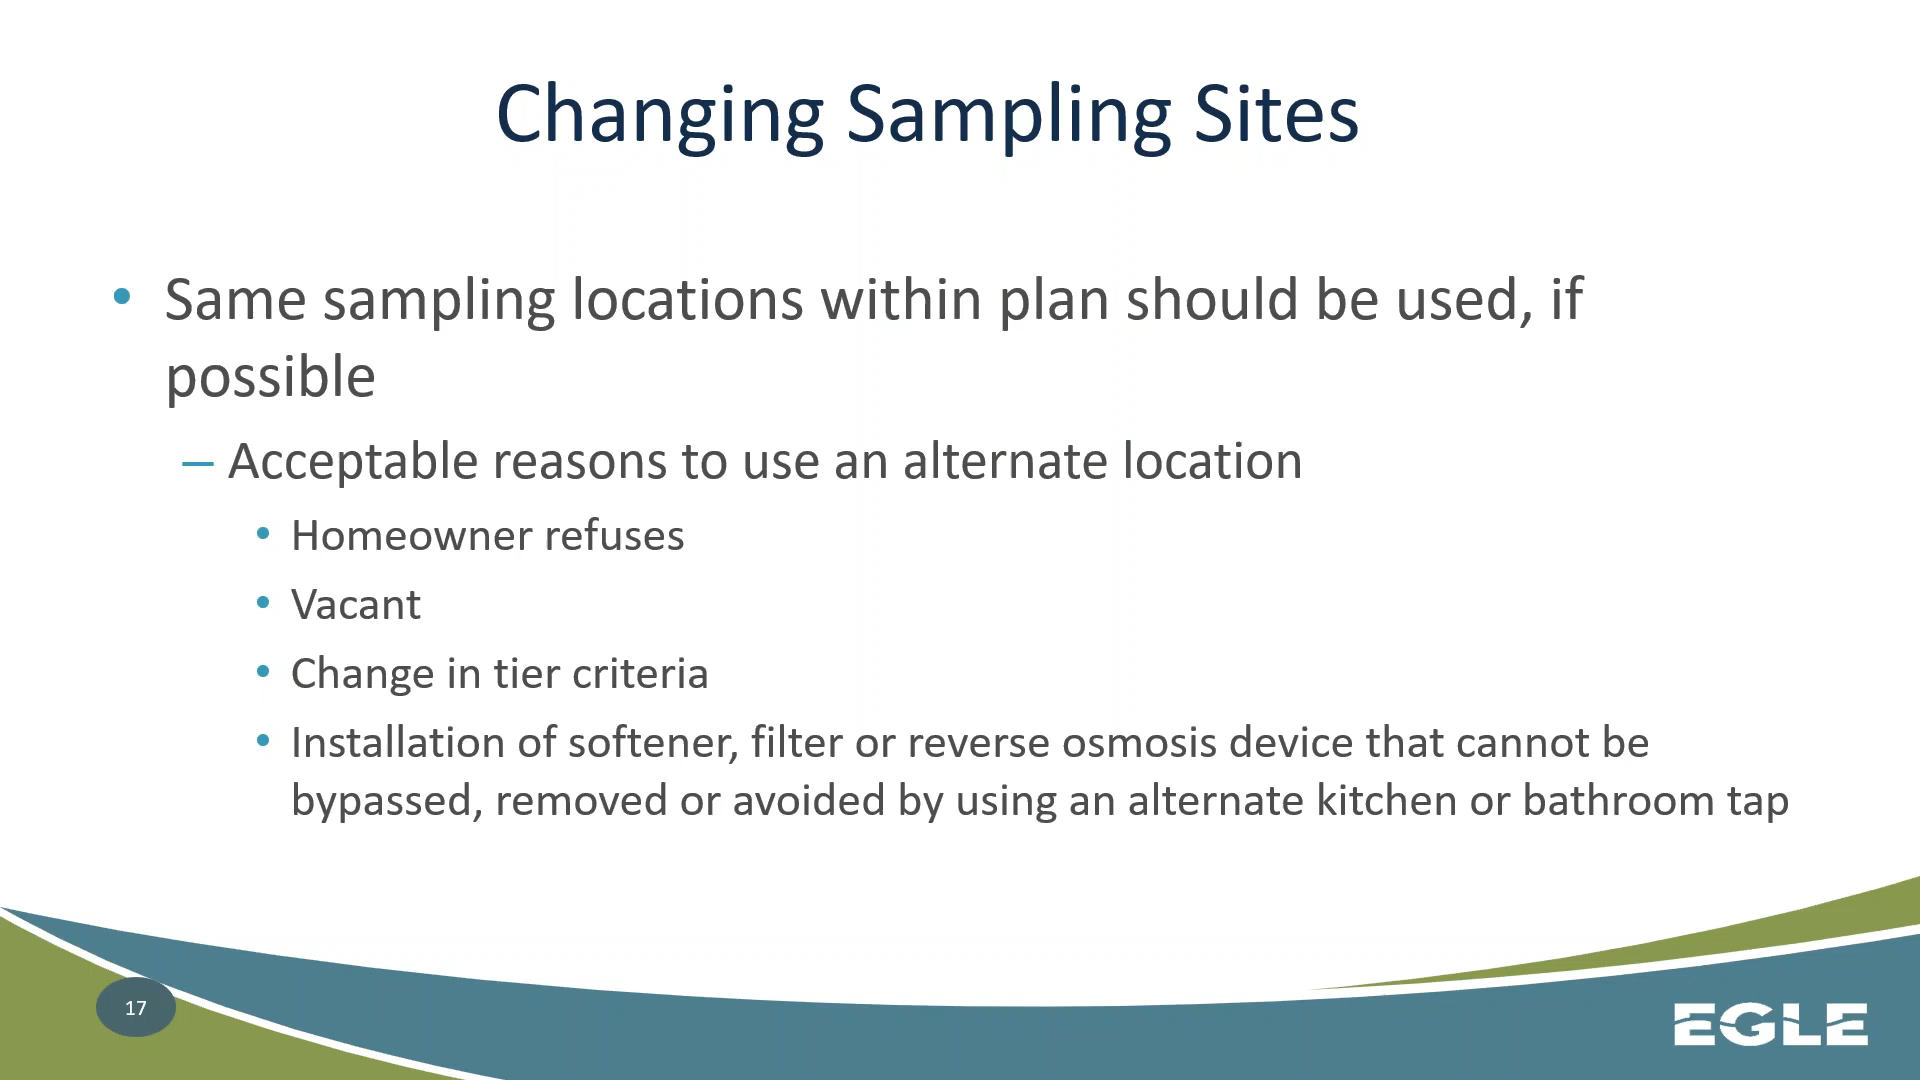 Changing Sampling Sites
• Same sampling locations within plan should be used, if
possible
– Acceptable reasons to use an alternate location
• Homeowner refuses
• Vacant
• Change in tier criteria
• Installation of softener, filter or reverse osmosis device that cannot be
bypassed, removed or avoided by using an alternate kitchen or bathroom tap
17
EGLE